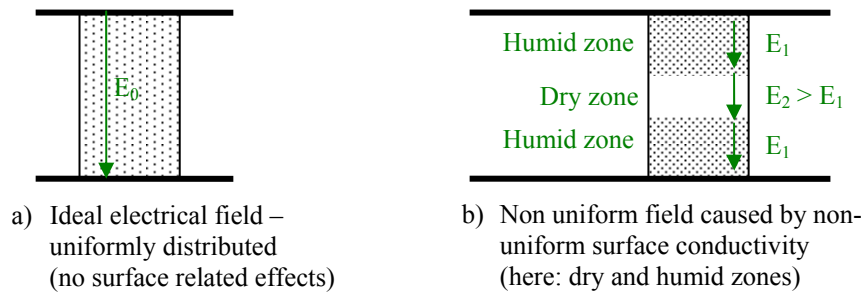 E₀
Humid zone
E₁
Dry zone
E₂ > E₁
Humid zone
E₁
a) Ideal electrical field –
uniformly distributed
(no surface related effects)
b) Non uniform field caused by non-
uniform surface conductivity
(here: dry and humid zones)